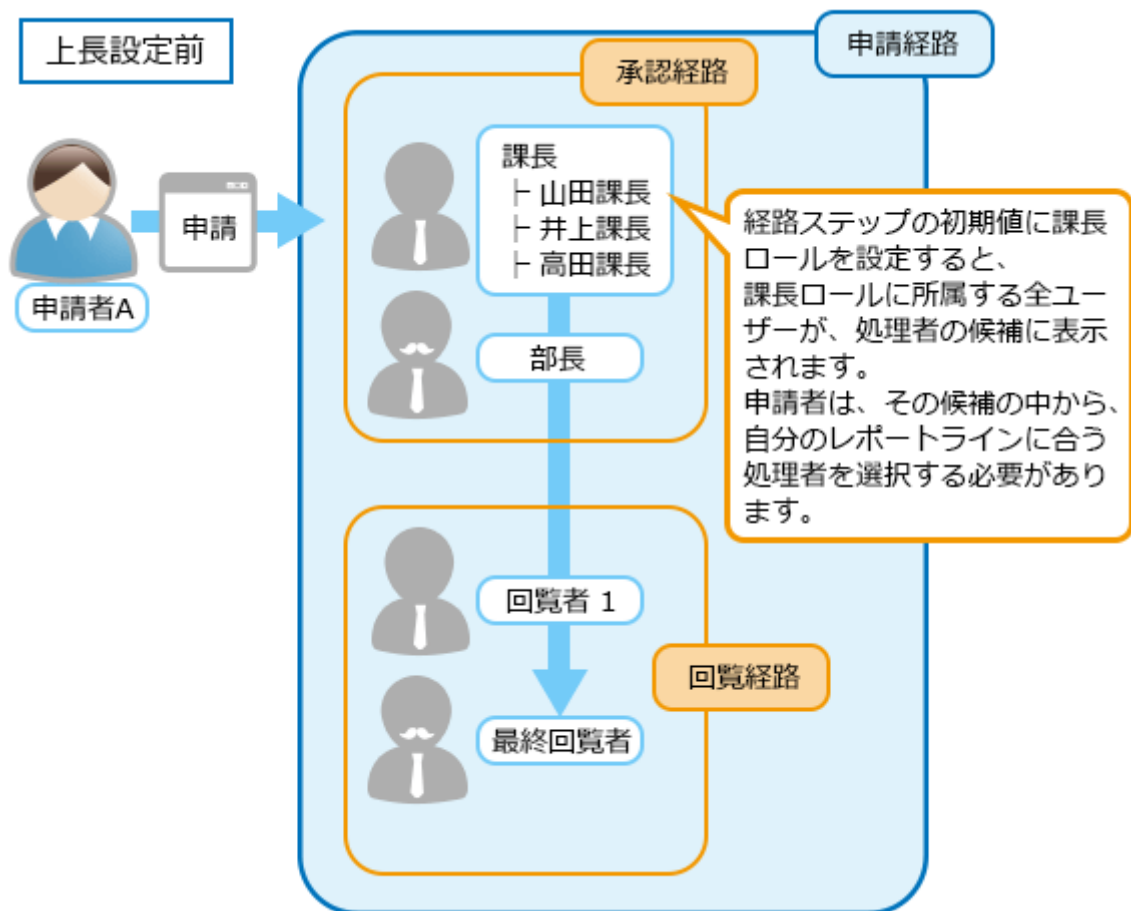 上長設定前
申請経路
承認経路
課長
├ 山田課長
├ 井上課長
├ 高田課長
申請
申請者A
部長
経路ステップの初期値に課長
ロールを設定すると、
課長ロールに所属する全ユー
ザーが、処理者の候補に表示
されます。
申請者は、その候補の中から、
自分のレポートラインに合う
処理者を選択する必要があり
ます。
回覧者 1
回覧経路
最終回覧者